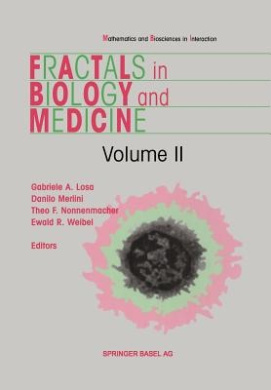 Mathematics and Biosciences in Interaction
FRACTALS in
BIOLOGY and
MEDICINE
Volume II
Gabriele A. Losa
Danilo Merlini
Theo F. Nonnenmacher
Ewald R. Weibel
Editors
SPRINGER BASEL AG